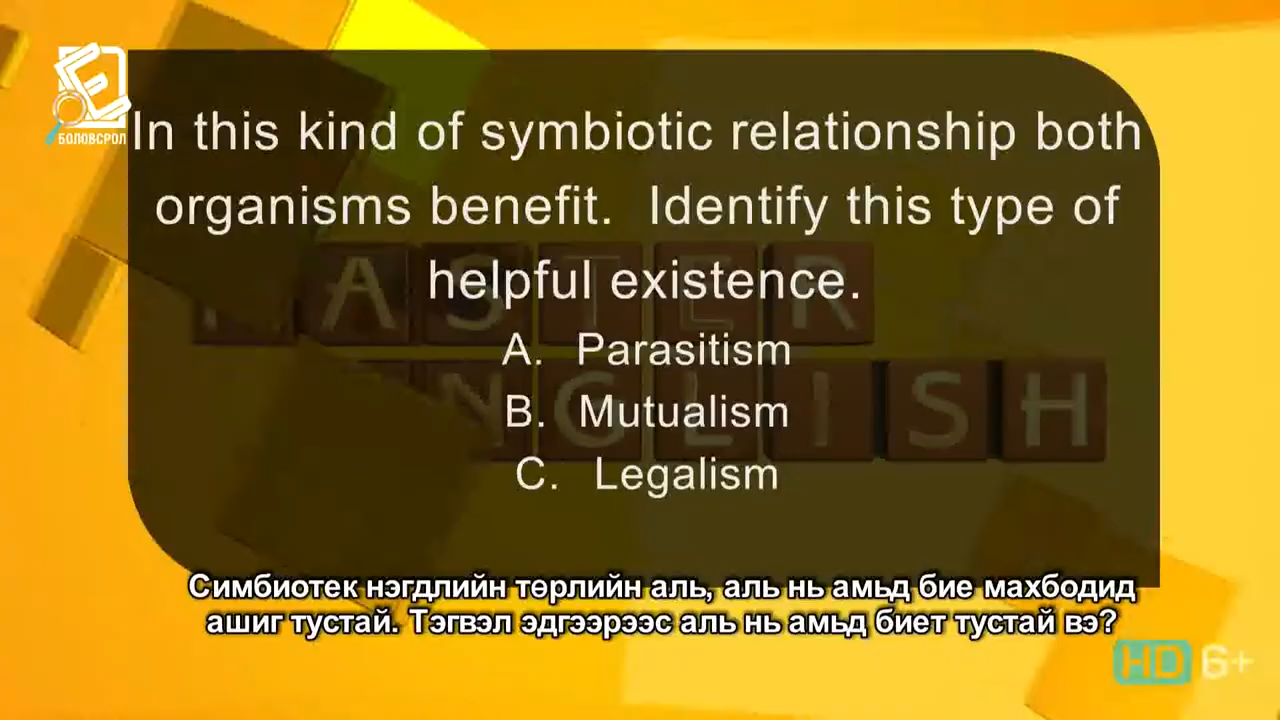 БОЛОВСРОЛ
In this kind of symbiotic relationship both
organisms benefit. Identify this type of
helpful existence.
A. Parasitism
B. Mutualism
C. Legalism
MASTER
ENGLISH
Симбиотек нэгдлийн төрлийн аль, аль нь амьд бие махбодид
ашиг тустай. Тэгвэл эдгээрээс аль нь амьд биет тустай вэ?
HD 6+